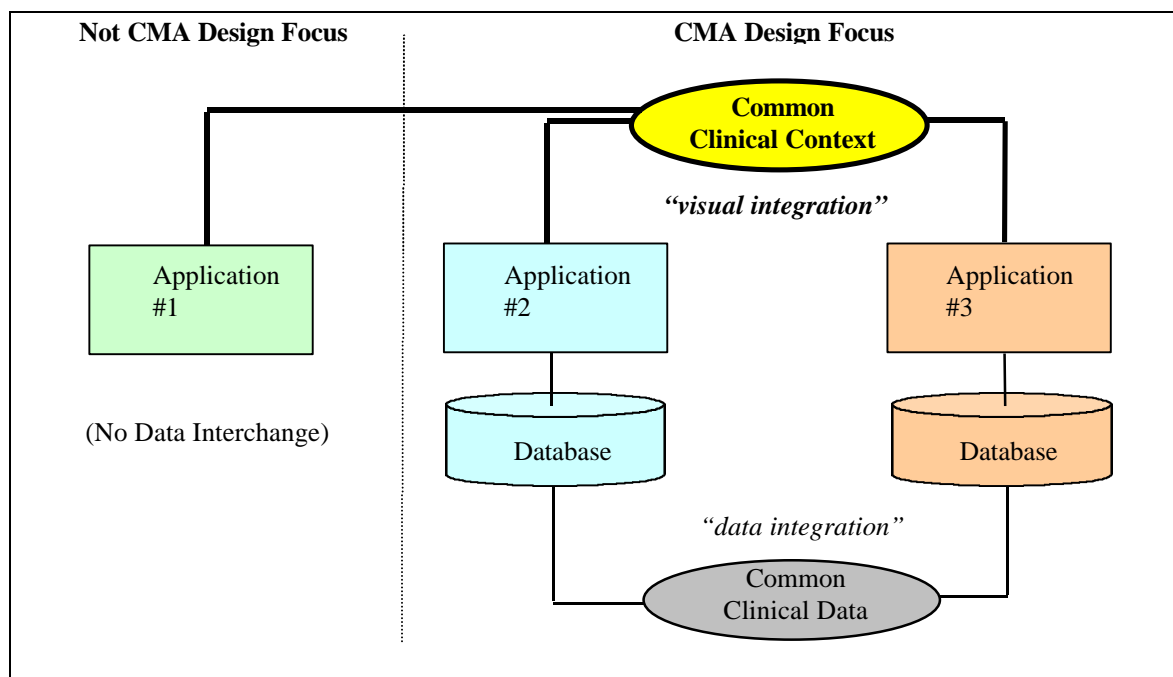 Not CMA Design Focus
CMA Design Focus
Common
Clinical Context
“visual integration”
Application
#1
Application
#2
Application
#3
(No Data Interchange)
Database
Database
“data integration”
Common
Clinical Data